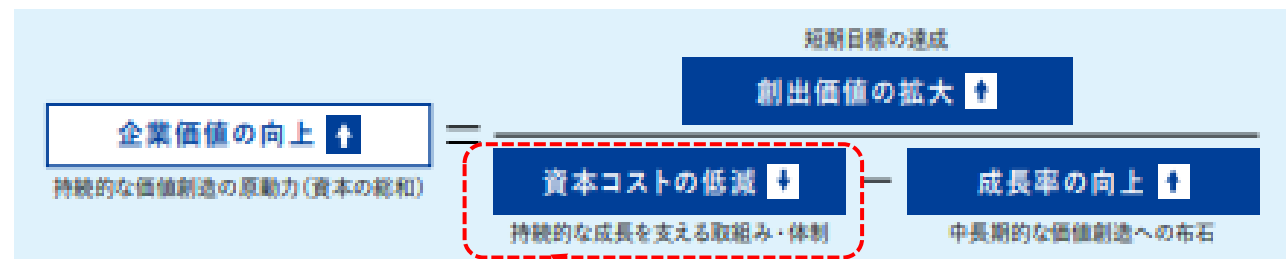 短期目標の達成
創出価値の拡大
企業価値の向上
=
持続的な価値創造の原動力(資本の総和)
資本コストの低減
ー
成長率の向上
持続的な成長を支える取組み・体制
中長期的な価値創造への布石